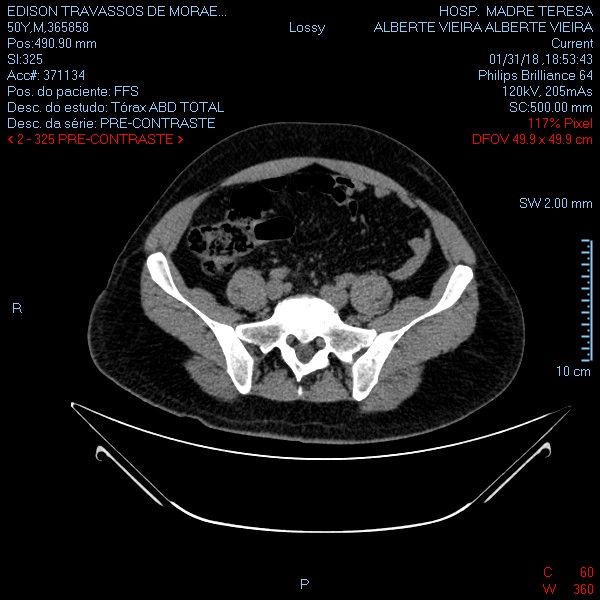 EDISON TRAVASSOS DE MORAE...
50Y,M,365858
Pos:490.90 mm
Sl:325
Acc#: 371134
Pos. do paciente: FFS
Desc. do estudo: Tórax ABD TOTAL
Desc. da série: PRE-CONTRASTE
< 2 - 325 PRE-CONTRASTE >
Lossy
HOSP. MADRE TERESA
ALBERTE VIEIRA ALBERTE VIEIRA
Current
01/31/18 ,18:53:43
Philips Brilliance 64
120kV, 205mAs
SC:500.00 mm
117% Pixel
DFOV 49.9 x 49.9 cm
SW 2.00 mm
R
10 cm
P
C 60
W 360